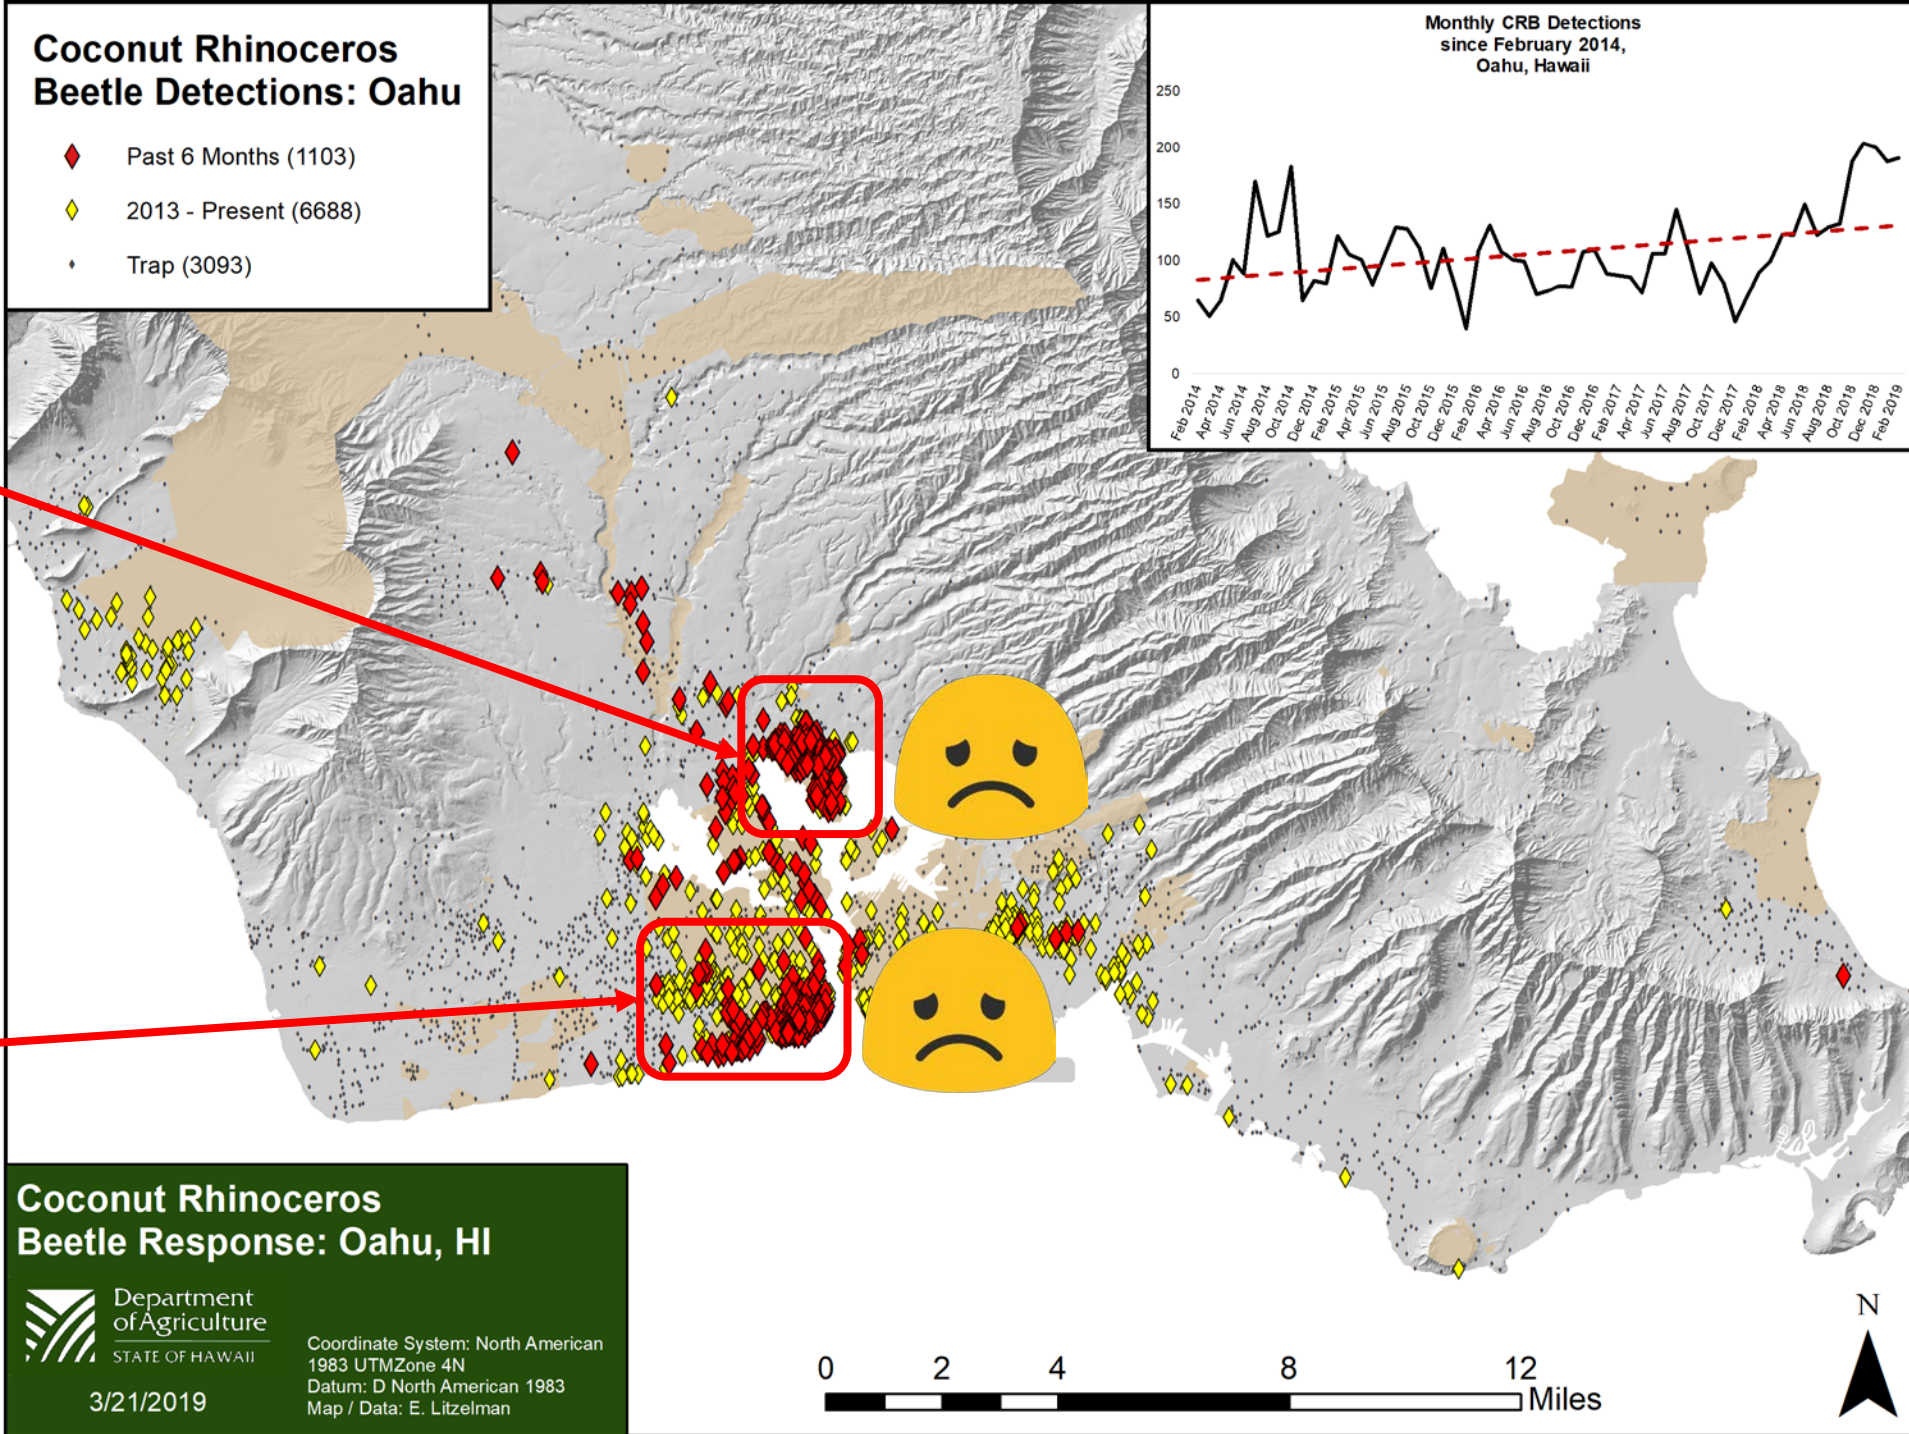 Coconut Rhinoceros
Beetle Detections: Oahu
Past 6 Months (1103)
2013 - Present (6688)
Trap (3093)
Monthly CRB Detections
since February 2014,
Oahu, Hawaii
250
200
150
100
50
0
Feb 2014
Apr 2014
Jun 2014
Aug 2014
Oct 2014
Dec 2014
Feb 2015
Apr 2015
Jun 2015
Aug 2015
Oct 2015
Dec 2015
Feb 2016
Apr 2016
Jun 2016
Aug 2016
Oct 2016
Dec 2016
Feb 2017
Apr 2017
Jun 2017
Aug 2017
Oct 2017
Dec 2017
Feb 2018
Apr 2018
Jun 2018
Aug 2018
Oct 2018
Dec 2018
Feb 2019
Coconut Rhinoceros
Beetle Response: Oahu, HI
Department
of Agriculture
STATE OF HAWAII
3/21/2019
Coordinate System: North American
1983 UTMZone 4N
Datum: D North American 1983
Map / Data: E. Litzelman
0 2 4 8 12
Miles
N